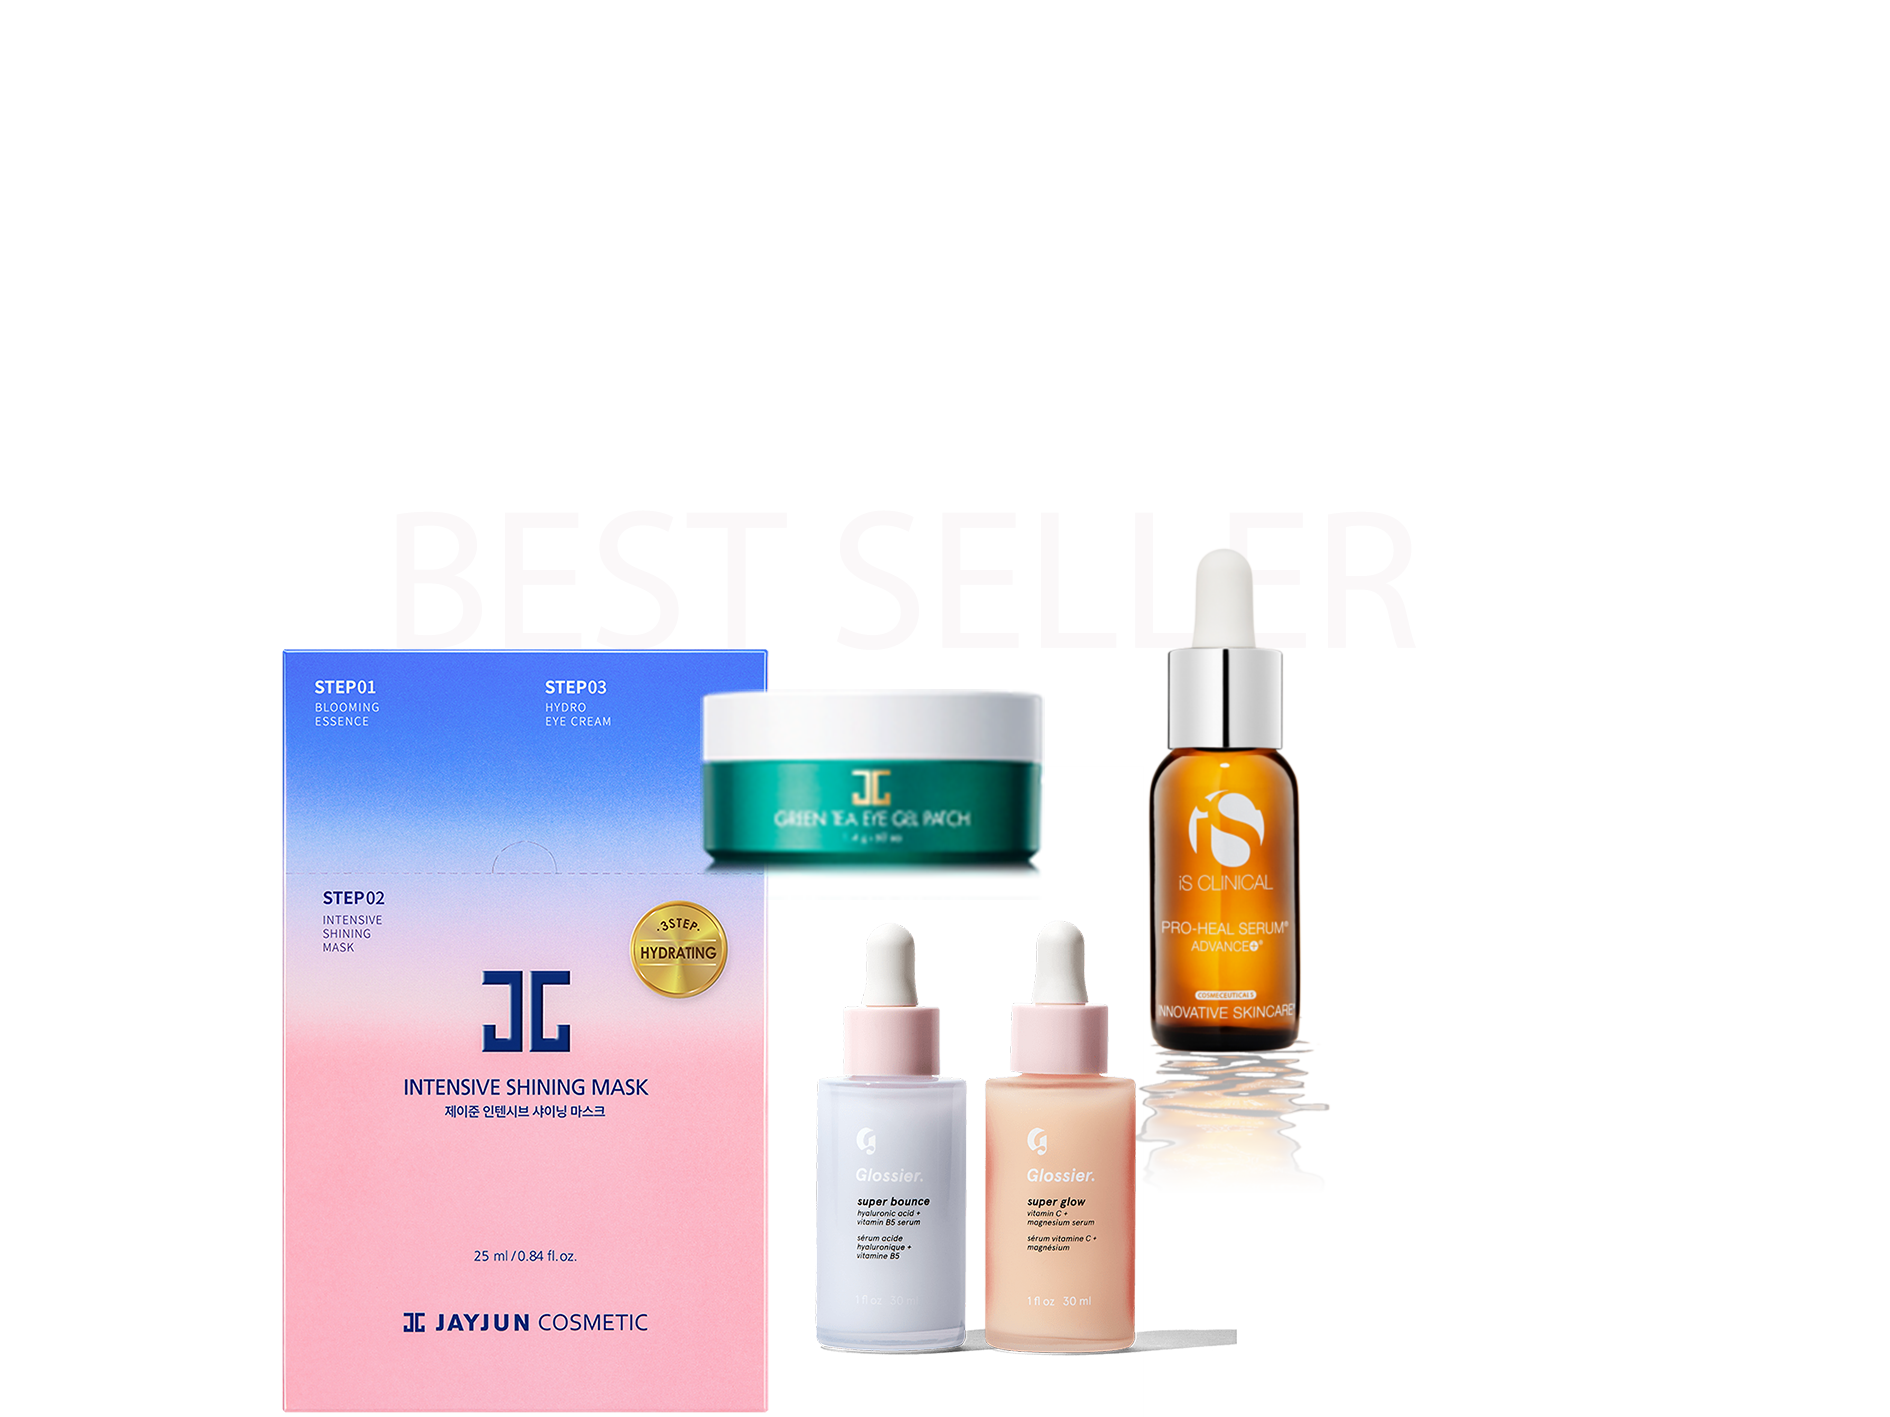 BEST SELLER
STEP01
BLOOMING
ESSENCE
STEP03
HYDRO
EYE CREAM
STEP02
INTENSIVE
SHINING
MASK
·3STEP·
HYDRATING
INTENSIVE SHINING MASK
제이준 인텐시브 샤이닝 마스크
25 ml / 0.84 fl.oz.
JAYJUN COSMETIC
GREEN TEA EYE GEL PATCH
iS
iS CLINICAL
PRO-HEAL SERUM®
ADVANCE+®
COSMECEUTICALS
INNOVATIVE SKINCARE
Glossier.
super bounce
hyaluronic acid +
vitamin B5 serum
sérum acide
hyaluronique +
vitamine B5
1 fl oz 30 ml
Glossier.
super glow
vitamin C +
magnesium serum
sérum vitamine C +
magnésium
1 fl oz 30 ml